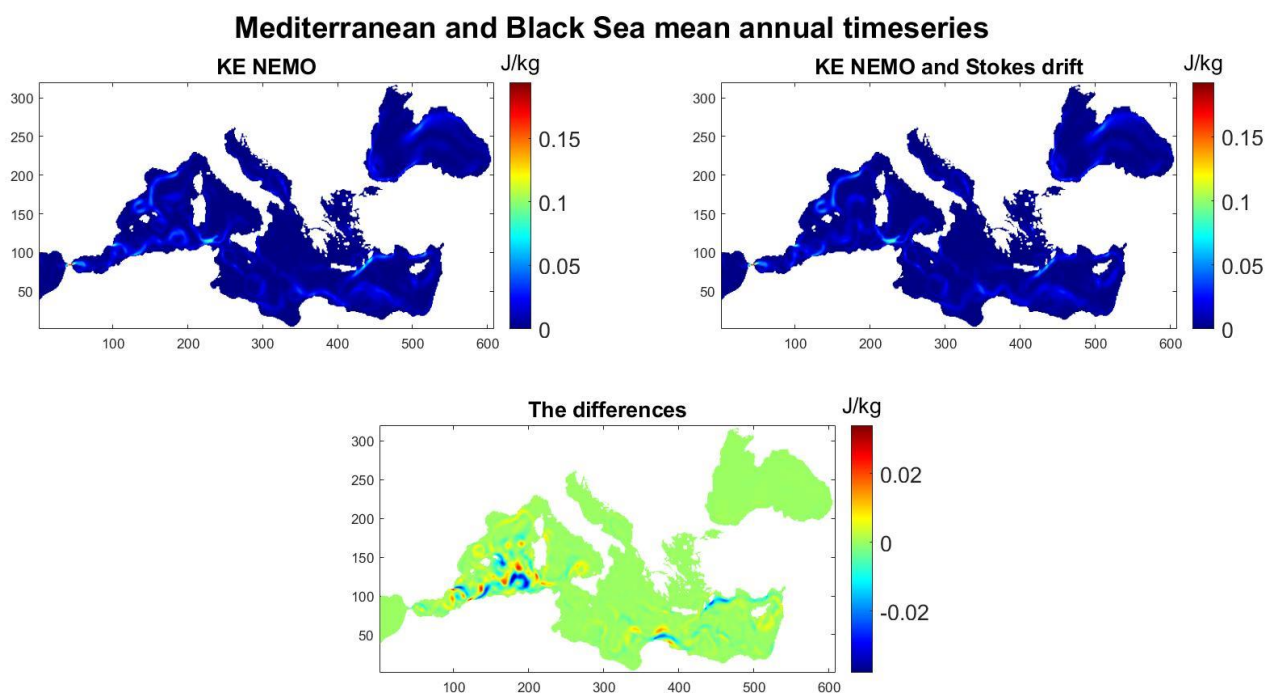 Mediterranean and Black Sea mean annual timeseries
KE NEMO
J/kg
300
250
200
150
100
50
100 200 300 400 500 600
0.15
0.1
0.05
0
KE NEMO and Stokes drift
J/kg
300
250
200
150
100
50
100 200 300 400 500 600
0.15
0.1
0.05
0
The differences
J/kg
300
250
200
150
100
50
100 200 300 400 500 600
0.02
0
-0.02